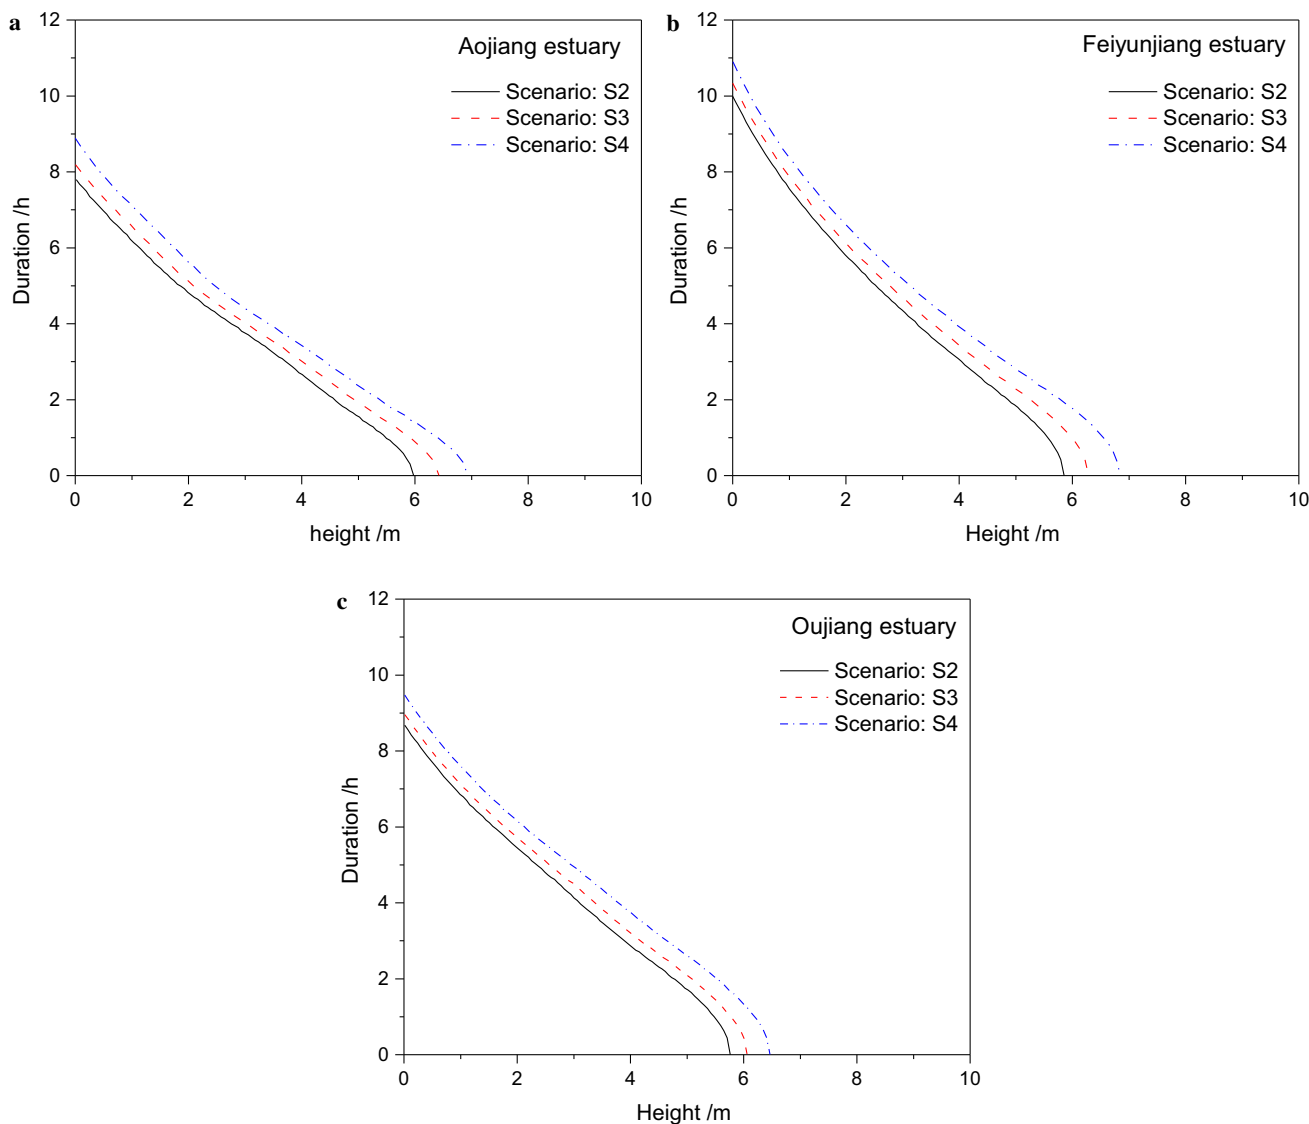 a
Aojiang estuary
Scenario: S2
Scenario: S3
Scenario: S4
12
10
8
6
4
2
0
Duration /h
0 2 4 6 8 10
height /m
b
Feiyunjiang estuary
Scenario: S2
Scenario: S3
Scenario: S4
12
10
8
6
4
2
0
Duration /h
0 2 4 6 8 10
Height /m
c
Oujiang estuary
Scenario: S2
Scenario: S3
Scenario: S4
12
10
8
6
4
2
0
Duration /h
0 2 4 6 8 10
Height /m